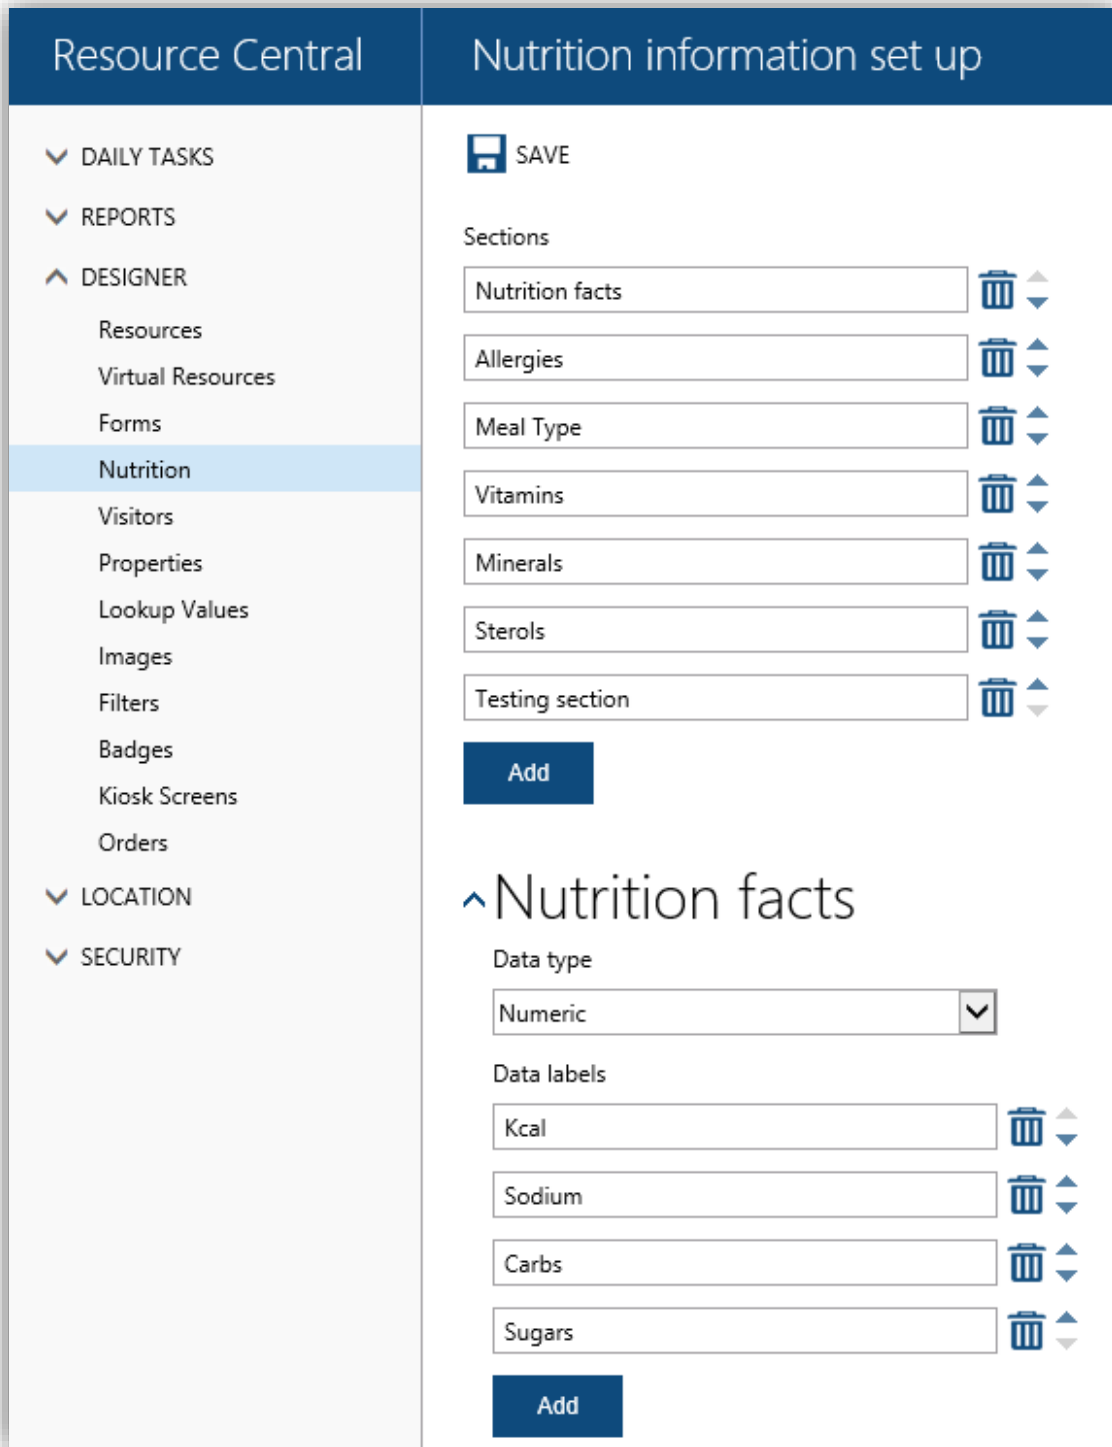 Resource Central
Nutrition information set up
DAILY TASKS
REPORTS
DESIGNER
Resources
Virtual Resources
Forms
Nutrition
Visitors
Properties
Lookup Values
Images
Filters
Badges
Kiosk Screens
Orders
LOCATION
SECURITY
SAVE
Sections
Nutrition facts
Allergies
Meal Type
Vitamins
Minerals
Sterols
Testing section
Add
Nutrition facts
Data type
Numeric
Data labels
Kcal
Sodium
Carbs
Sugars
Add